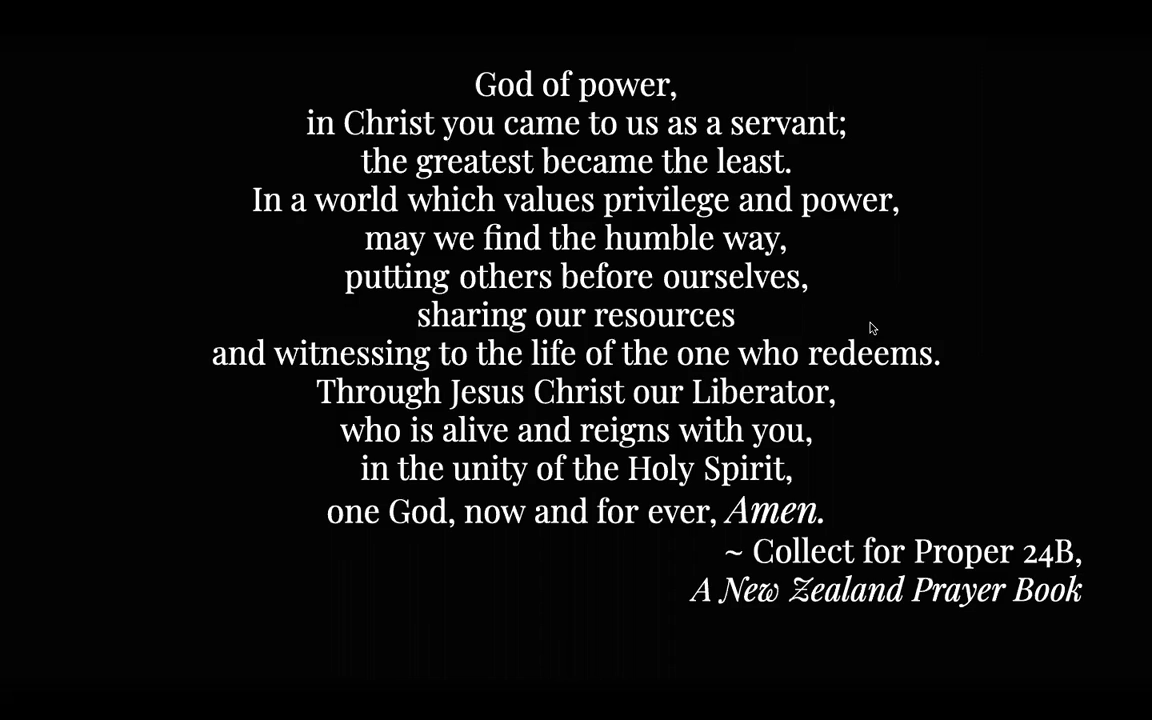 God of power,
in Christ you came to us as a servant;
the greatest became the least.
In a world which values privilege and power,
may we find the humble way,
putting others before ourselves,
sharing our resources
and witnessing to the life of the one who redeems.
Through Jesus Christ our Liberator,
who is alive and reigns with you,
in the unity of the Holy Spirit,
one God, now and for ever, Amen.
~ Collect for Proper 24B,
A New Zealand Prayer Book